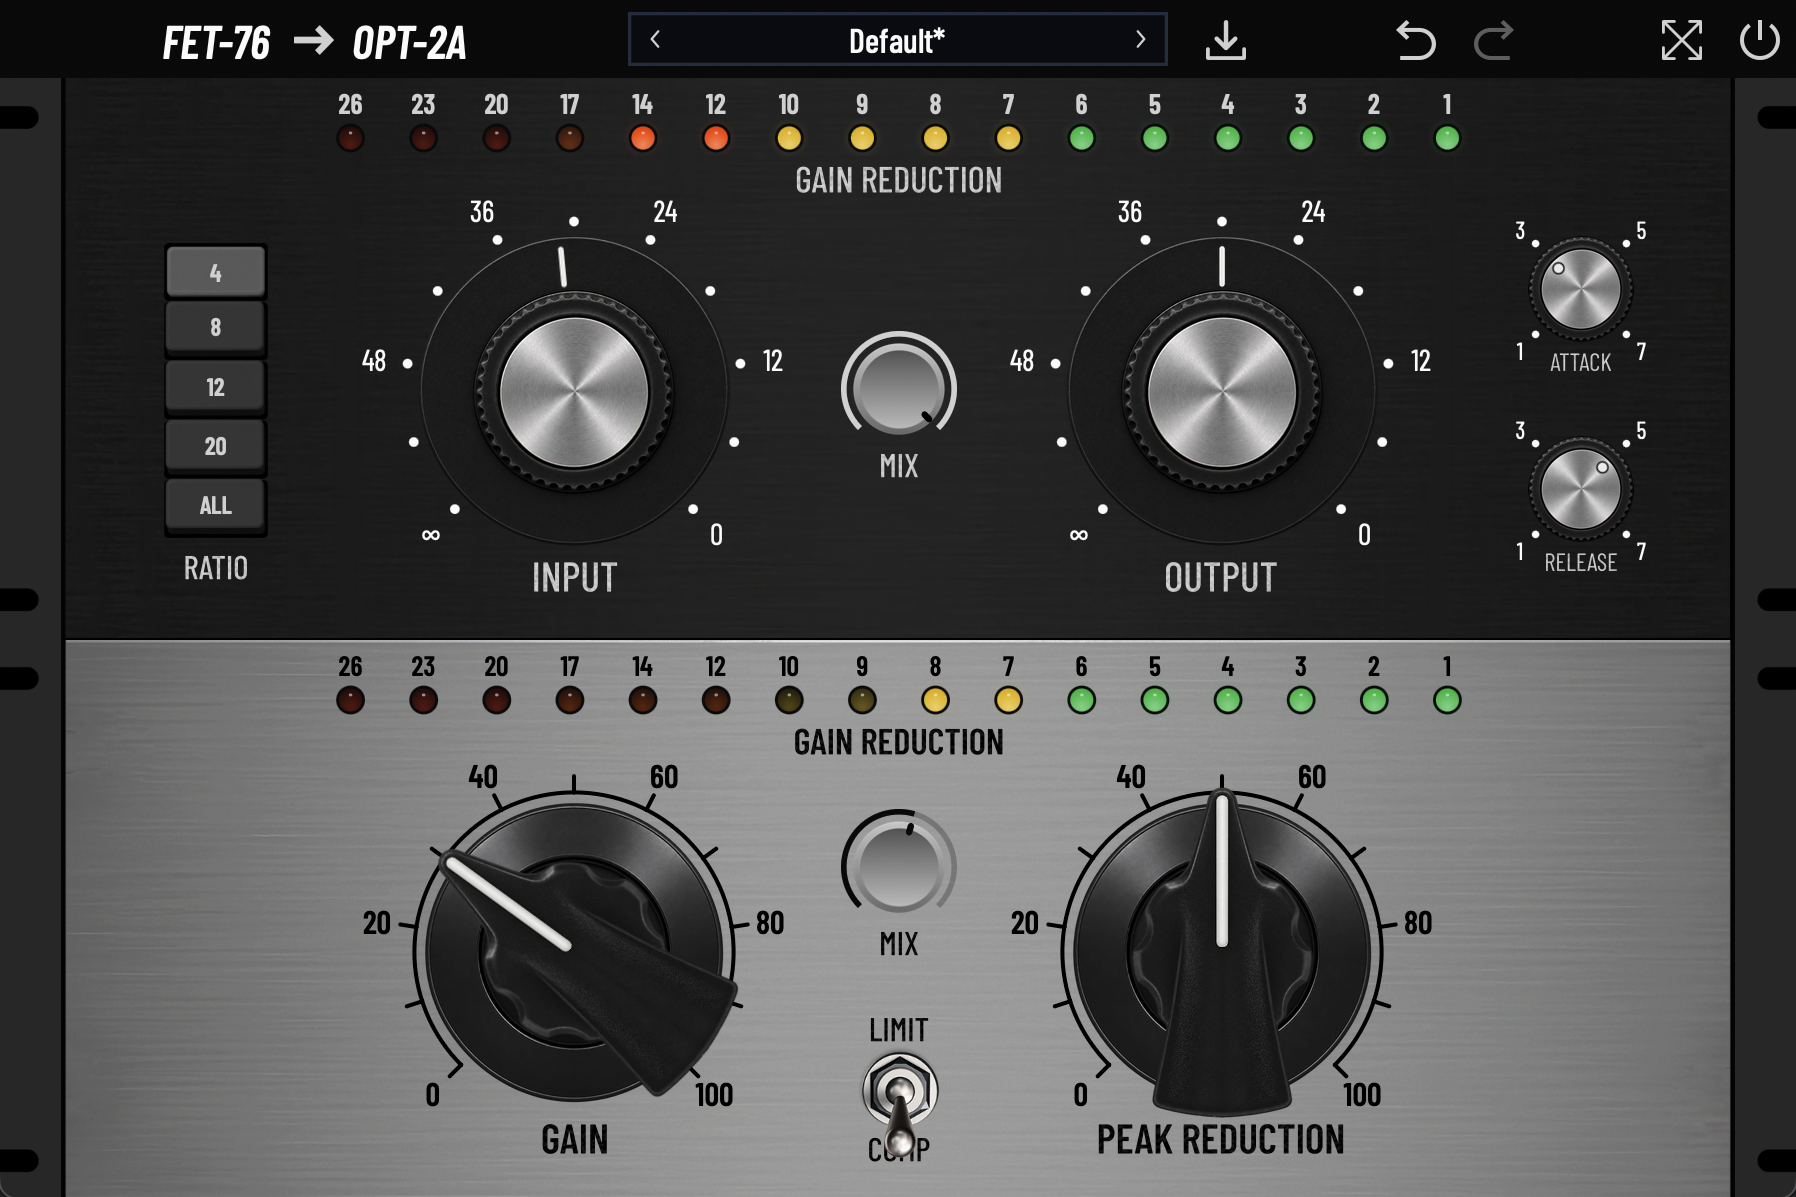 FET-76 → OPT-2A
Default*
26 23 20 17 14 12 10 9 8 7 6 5 4 3 2 1
GAIN REDUCTION
4
8
12
20
ALL
RATIO
36 24
48 12
∞ 0
INPUT
MIX
36 24
48 12
∞ 0
OUTPUT
3 5
1 7
ATTACK
3 5
1 7
RELEASE
26 23 20 17 14 12 10 9 8 7 6 5 4 3 2 1
GAIN REDUCTION
40 60
20 80
0 100
GAIN
MIX
LIMIT
COMP
40 60
20 80
0 100
PEAK REDUCTION